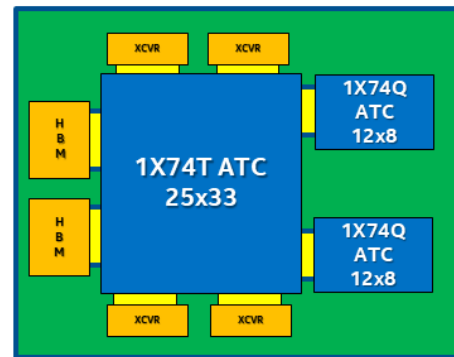 XCVR
XCVR
H
B
M
1X74T ATC
25x33
1X74Q
ATC
12x8
H
B
M
1X74Q
ATC
12x8
XCVR
XCVR